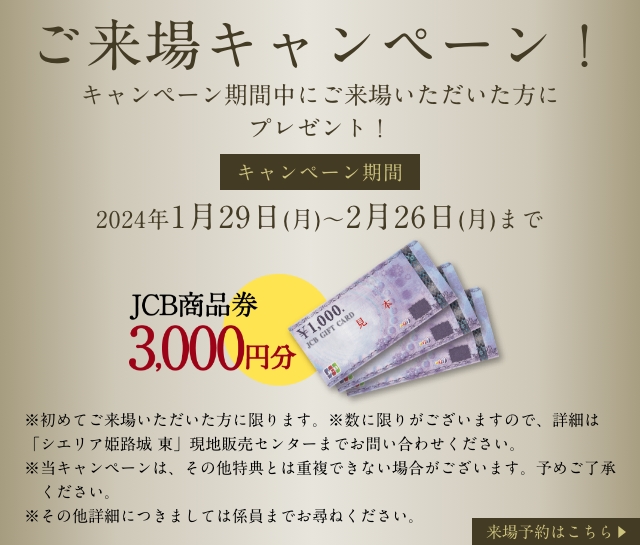 ご来場キャンペーン！
キャンペーン期間中にご来場いただいた方に
プレゼント！
キャンペーン期間
2024年1月29日(月)〜2月26日(月)まで
JCB商品券
3,000円分
¥1,000.
JCB GIFT CARD
見本
JCB
※初めてご来場いただいた方に限ります。※数に限りがございますので、詳細は
「シエリア姫路城 東」現地販売センターまでお問い合わせください。
※当キャンペーンは、その他特典とは重複できない場合がございます。予めご了承
ください。
※その他詳細につきましては係員までお尋ねください。
来場予約はこちら▶